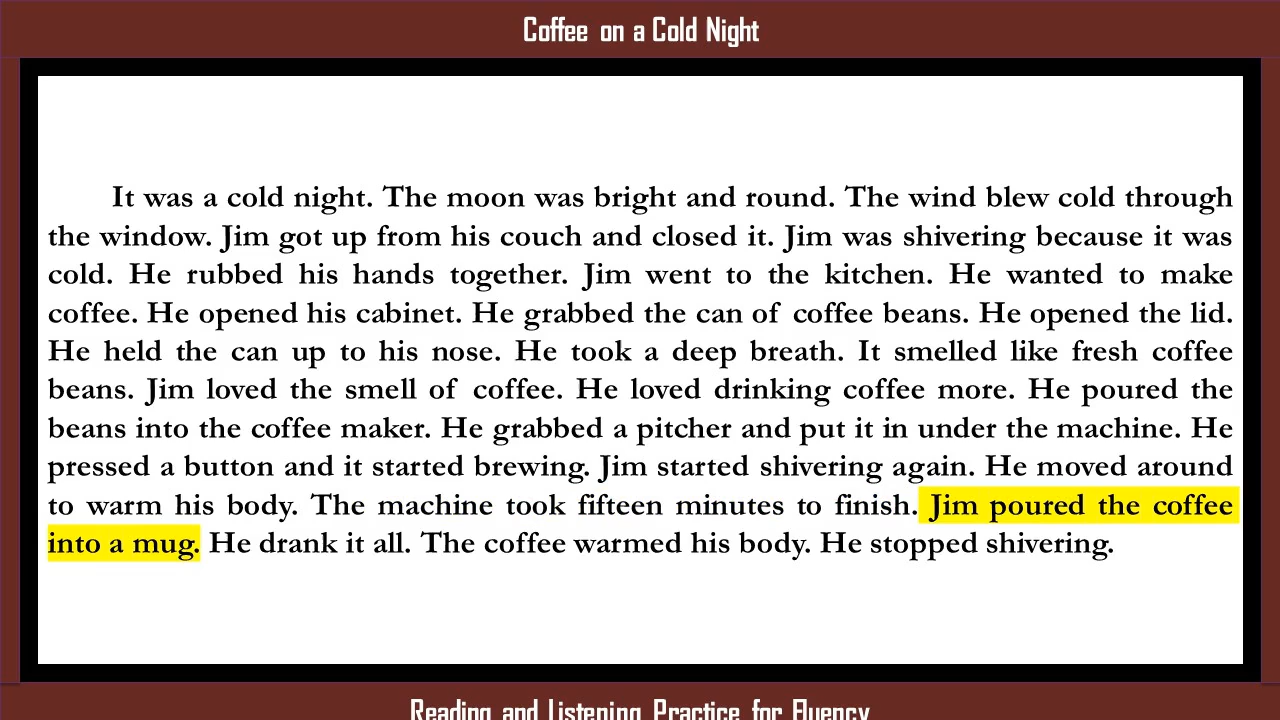 Coffee on a Cold Night
It was a cold night. The moon was bright and round. The wind blew cold through
the window. Jim got up from his couch and closed it. Jim was shivering because it was
cold. He rubbed his hands together. Jim went to the kitchen. He wanted to make
coffee. He opened his cabinet. He grabbed the can of coffee beans. He opened the lid.
He held the can up to his nose. He took a deep breath. It smelled like fresh coffee
beans. Jim loved the smell of coffee. He loved drinking coffee more. He poured the
beans into the coffee maker. He grabbed a pitcher and put it in under the machine. He
pressed a button and it started brewing. Jim started shivering again. He moved around
to warm his body. The machine took fifteen minutes to finish. Jim poured the coffee
into a mug. He drank it all. The coffee warmed his body. He stopped shivering.
Reading and Listening Practice for Fluency